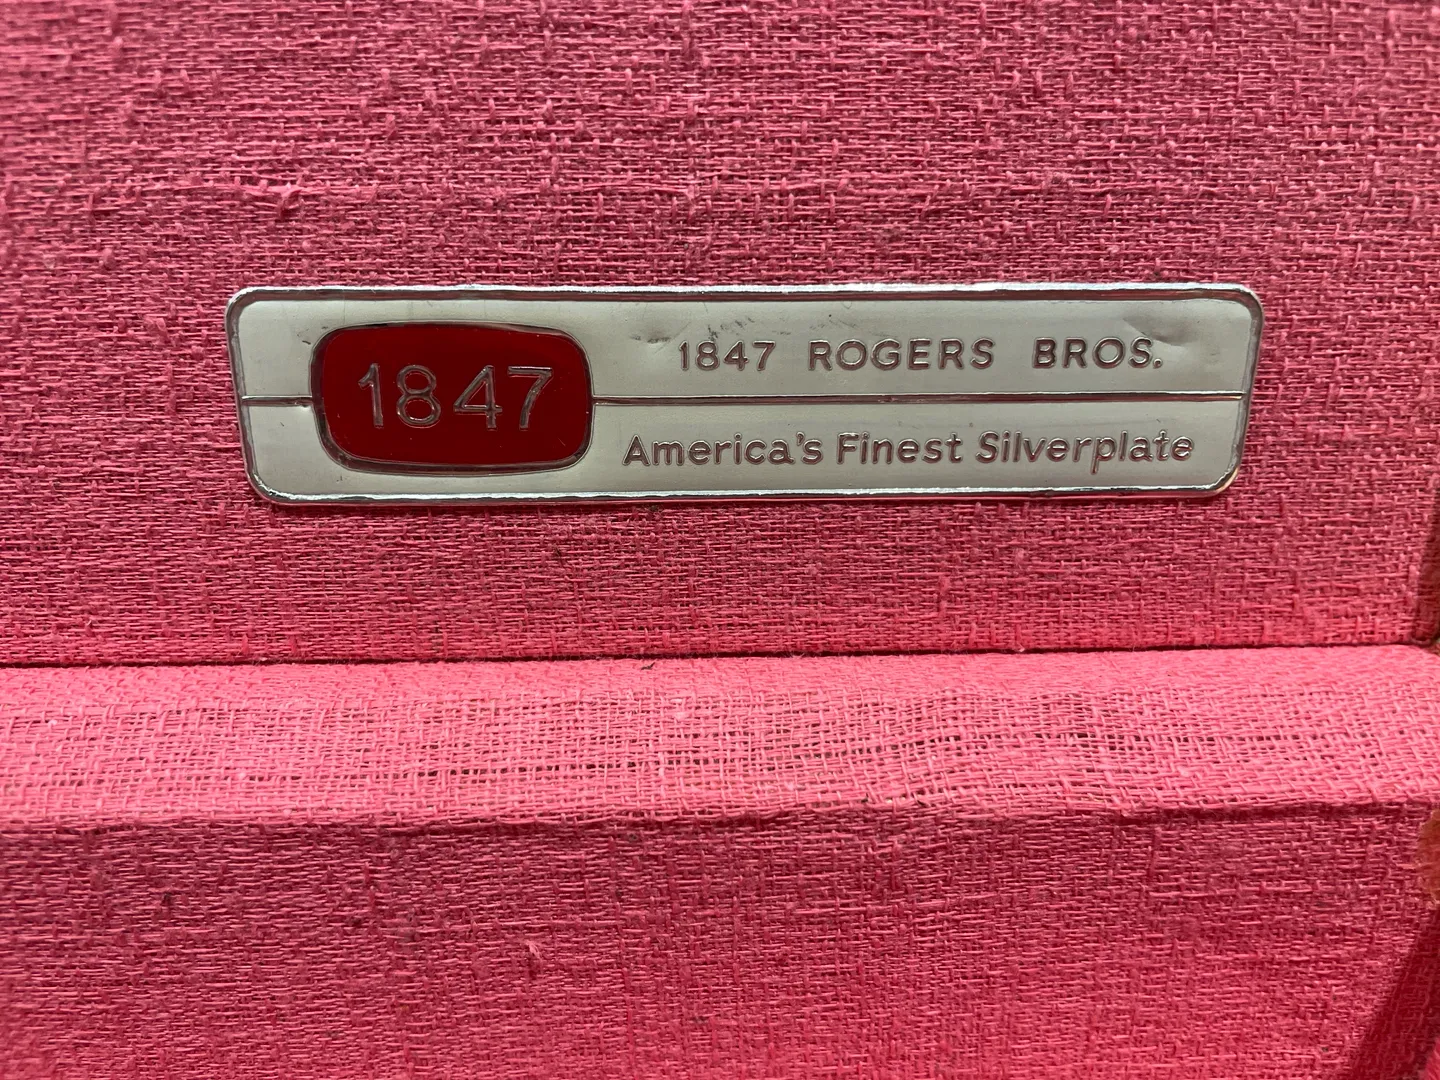 1847
1847 ROGERS BROS.
America's Finest Silverplate